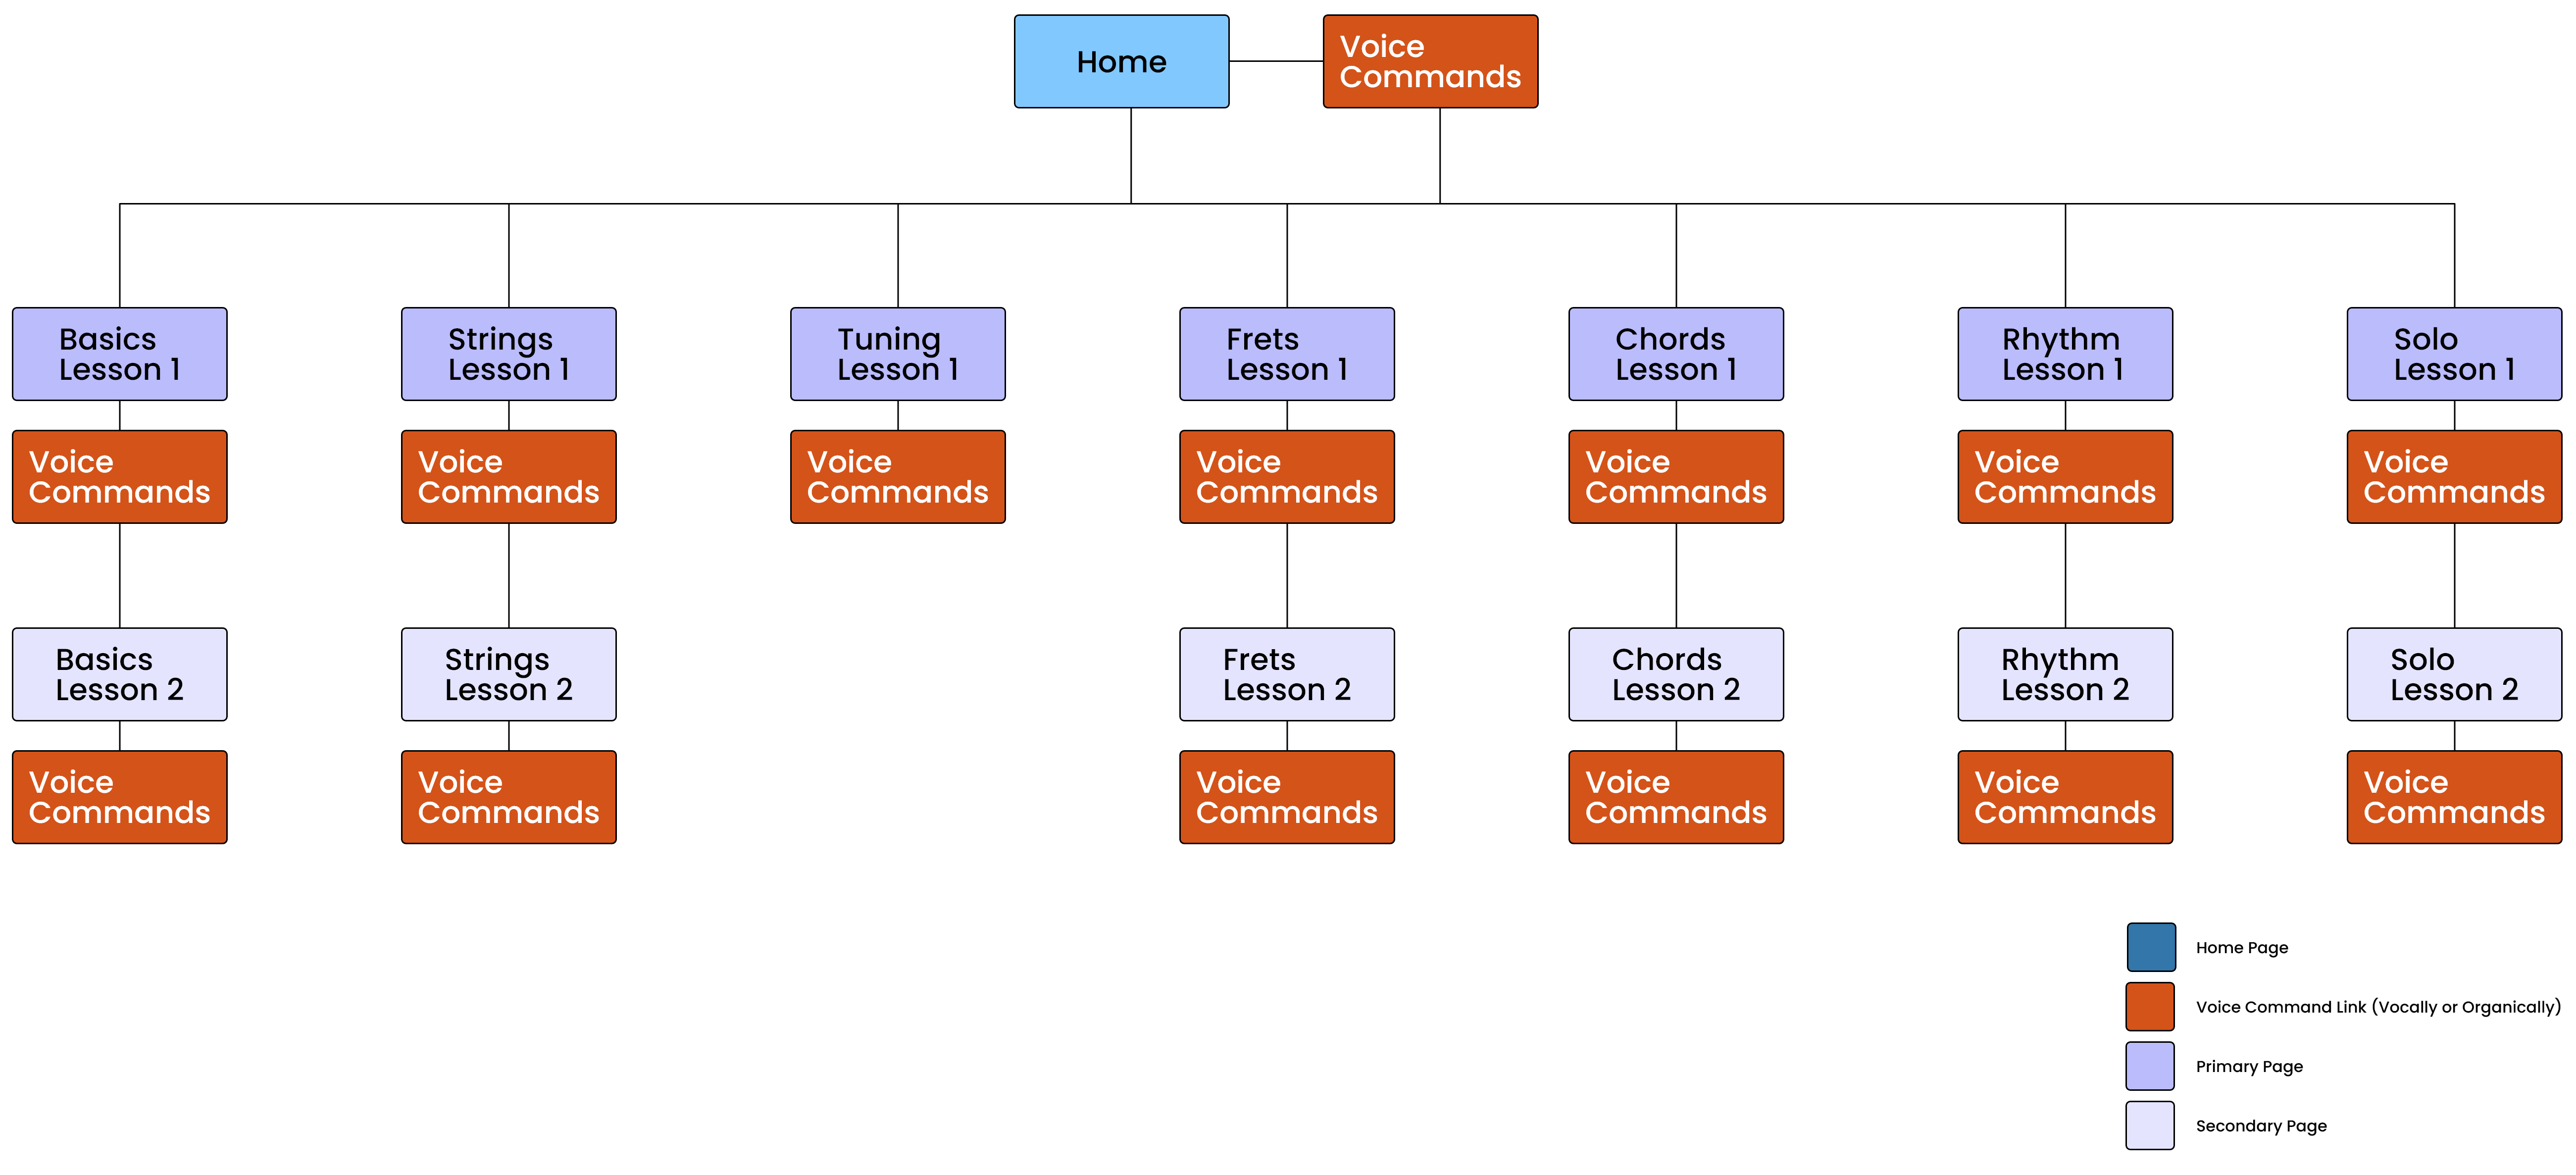 Home
Voice
Commands
Basics
Lesson 1
Strings
Lesson 1
Tuning
Lesson 1
Frets
Lesson 1
Chords
Lesson 1
Rhythm
Lesson 1
Solo
Lesson 1
Voice
Commands
Voice
Commands
Voice
Commands
Voice
Commands
Voice
Commands
Voice
Commands
Voice
Commands
Basics
Lesson 2
Strings
Lesson 2
Frets
Lesson 2
Chords
Lesson 2
Rhythm
Lesson 2
Solo
Lesson 2
Voice
Commands
Voice
Commands
Voice
Commands
Voice
Commands
Voice
Commands
Voice
Commands
Home Page
Voice Command Link (Vocally or Organically)
Primary Page
Secondary Page